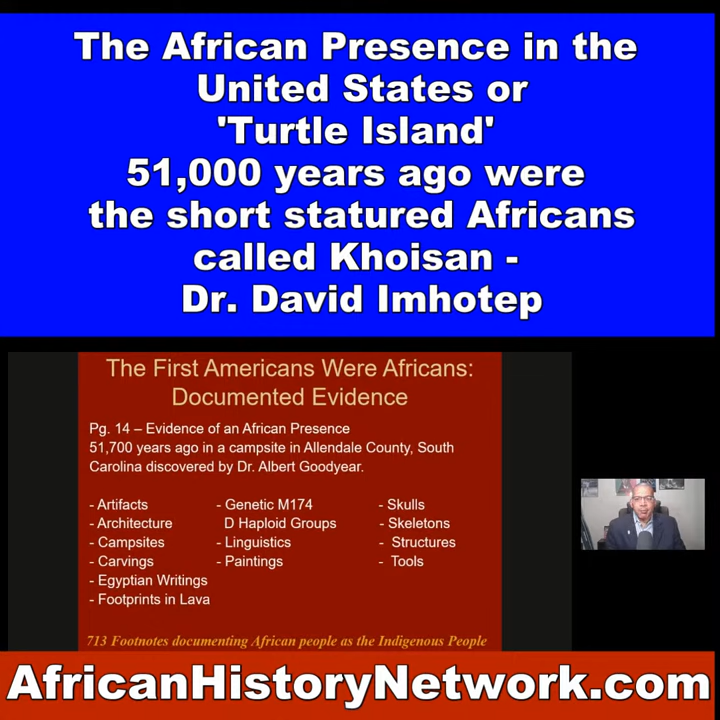 The African Presence in the
United States or
'Turtle Island'
51,000 years ago were
the short statured Africans
called Khoisan -
Dr. David Imhotep
The First Americans Were Africans:
Documented Evidence
Pg. 14 – Evidence of an African Presence
51,700 years ago in a campsite in Allendale County, South
Carolina discovered by Dr. Albert Goodyear.
- Artifacts - Genetic M174 - Skulls
- Architecture D Haploid Groups - Skeletons
- Campsites - Linguistics - Structures
- Carvings - Paintings - Tools
- Egyptian Writings
- Footprints in Lava
713 Footnotes documenting African people as the Indigenous People
AfricanHistoryNetwork.com